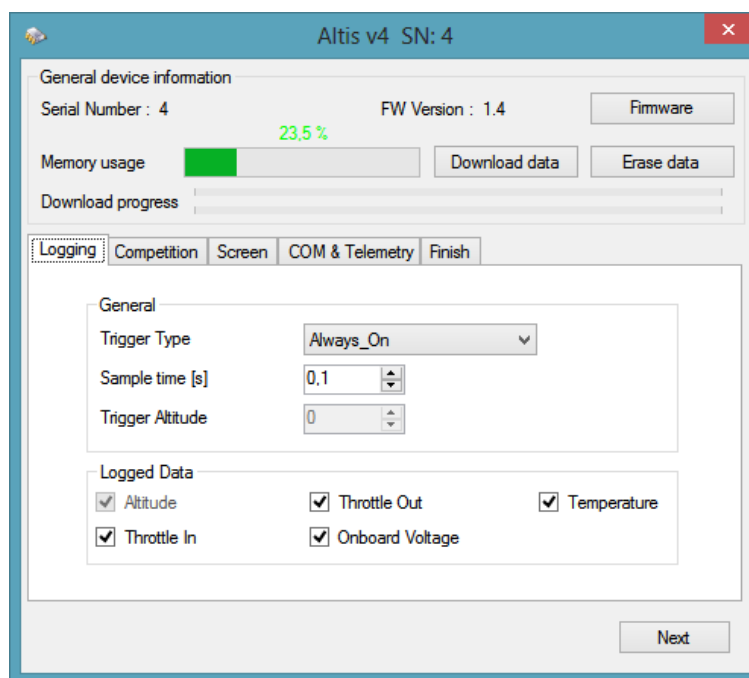 Altis v4 SN: 4
General device information
Serial Number : 4 FW Version : 1.4 Firmware
23,5 %
Memory usage Download data Erase data
Download progress
Logging Competition Screen COM & Telemetry Finish
General
Trigger Type Always_On
Sample time [s] 0,1
Trigger Altitude 0
Logged Data
Altitude Throttle Out Temperature
Throttle In Onboard Voltage
Next